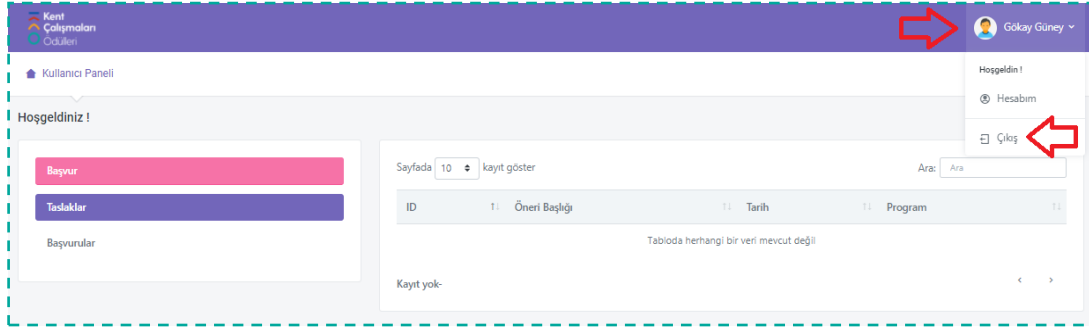 Kent
Çalışmaları
Ödülleri
Gökay Güney
Kullanıcı Paneli
Hoşgeldin !
Hesabım
Çıkış
Hoşgeldiniz !
Başvur
Taslaklar
Başvurular
Sayfada 10 kayıt göster
Ara: Ara
ID Öneri Başlığı Tarih Program
Tabloda herhangi bir veri mevcut değil
Kayıt yok-